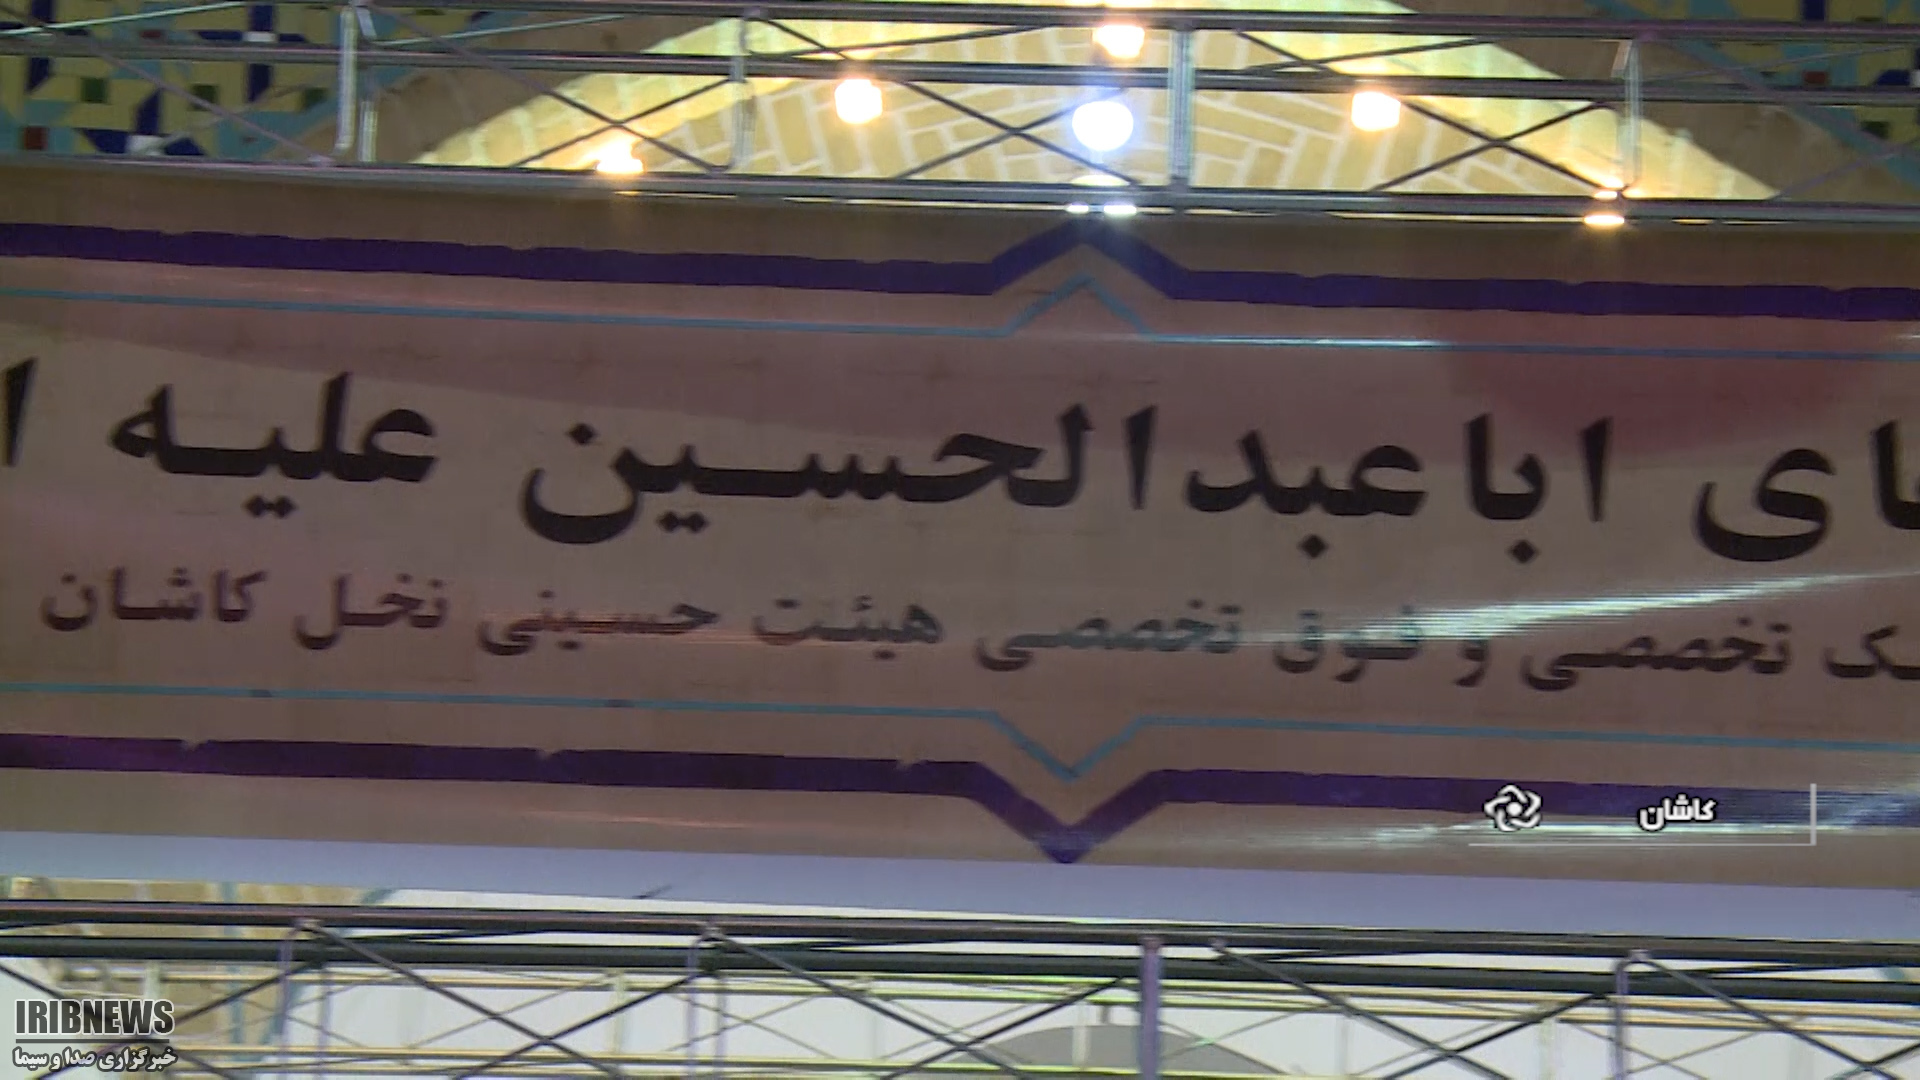 ای اباعبدالحسین علیه ا
ک تخصصی و فوق تخصصی هیئت حسینی نخل کاشان
کاشان
IRIBNEWS
خبرگزاری صدا و سیما